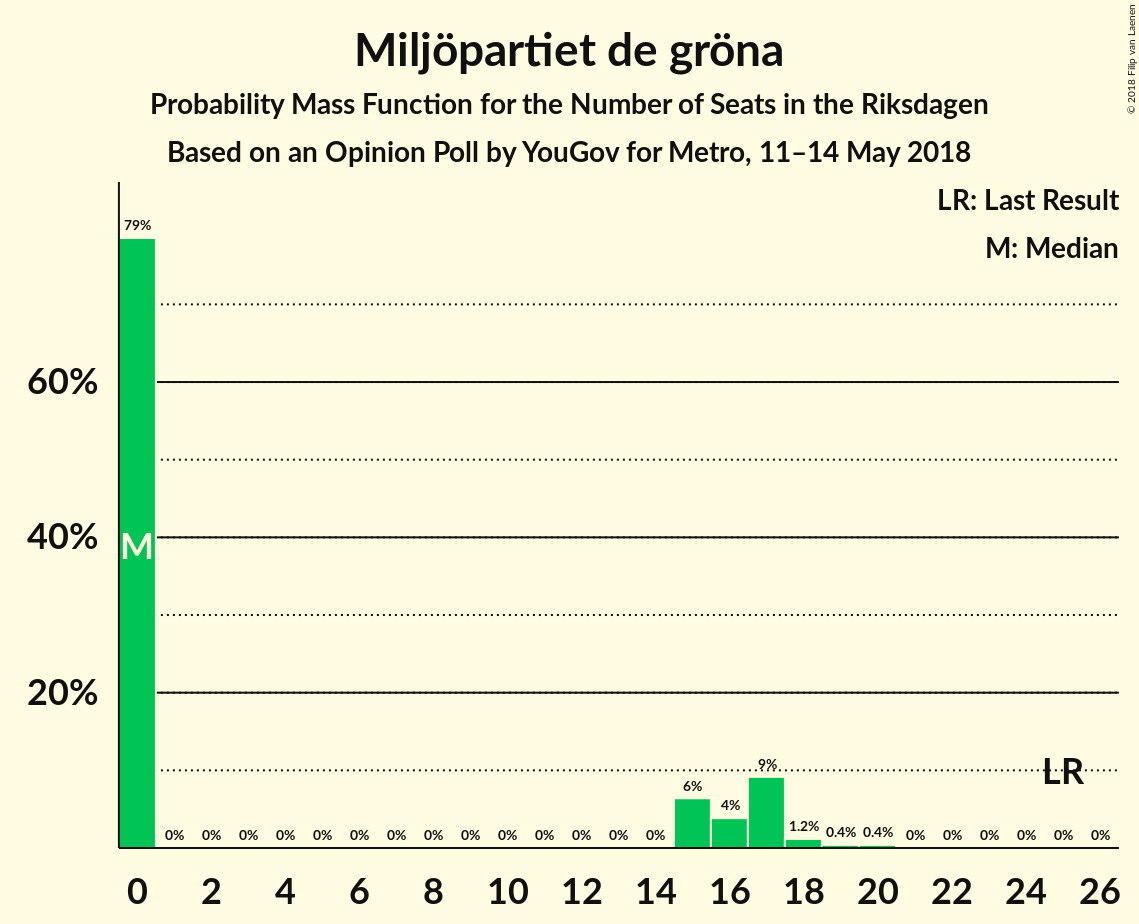 Miljöpartiet de gröna
Probability Mass Function for the Number of Seats in the Riksdagen
Based on an Opinion Poll by YouGov for Metro, 11–14 May 2018
© 2018 Filip van Laenen
LR: Last Result
M: Median
79%
60%
40%
M
20%
LR
9%
6%
4%
1.2%
0.4%
0.4%
0% 0% 0% 0% 0% 0% 0% 0% 0% 0% 0% 0% 0% 0% 0% 0% 0% 0% 0% 0%
0 2 4 6 8 10 12 14 16 18 20 22 24 26